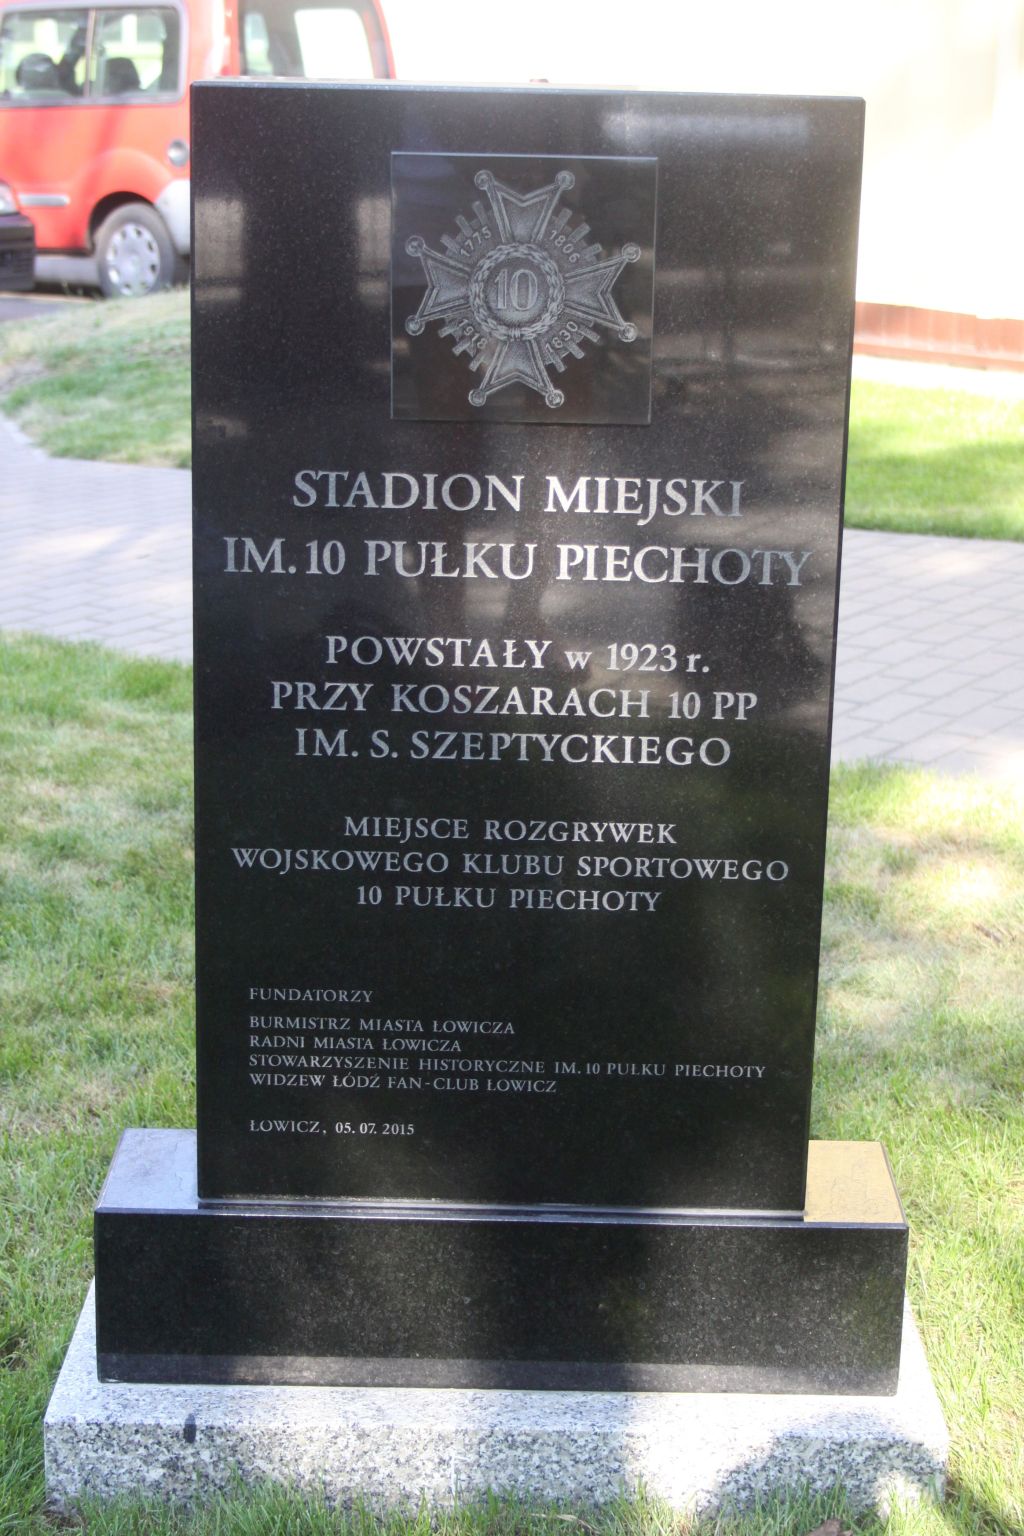 1775 1806
10
1918 1830
STADION MIEJSKI
IM. 10 PUŁKU PIECHOTY
POWSTAŁY w 1923 r.
PRZY KOSZARACH 10 PP
IM. S. SZEPTYCKIEGO
MIEJSCE ROZGRYWEK
WOJSKOWEGO KLUBU SPORTOWEGO
10 PUŁKU PIECHOTY
FUNDATORZY
BURMISTRZ MIASTA ŁOWICZA
RADNI MIASTA ŁOWICZA
STOWARZYSZENIE HISTORYCZNE IM. 10 PUŁKU PIECHOTY
WIDZEW ŁÓDŹ FAN-CLUB ŁOWICZ
ŁOWICZ, 05. 07. 2015